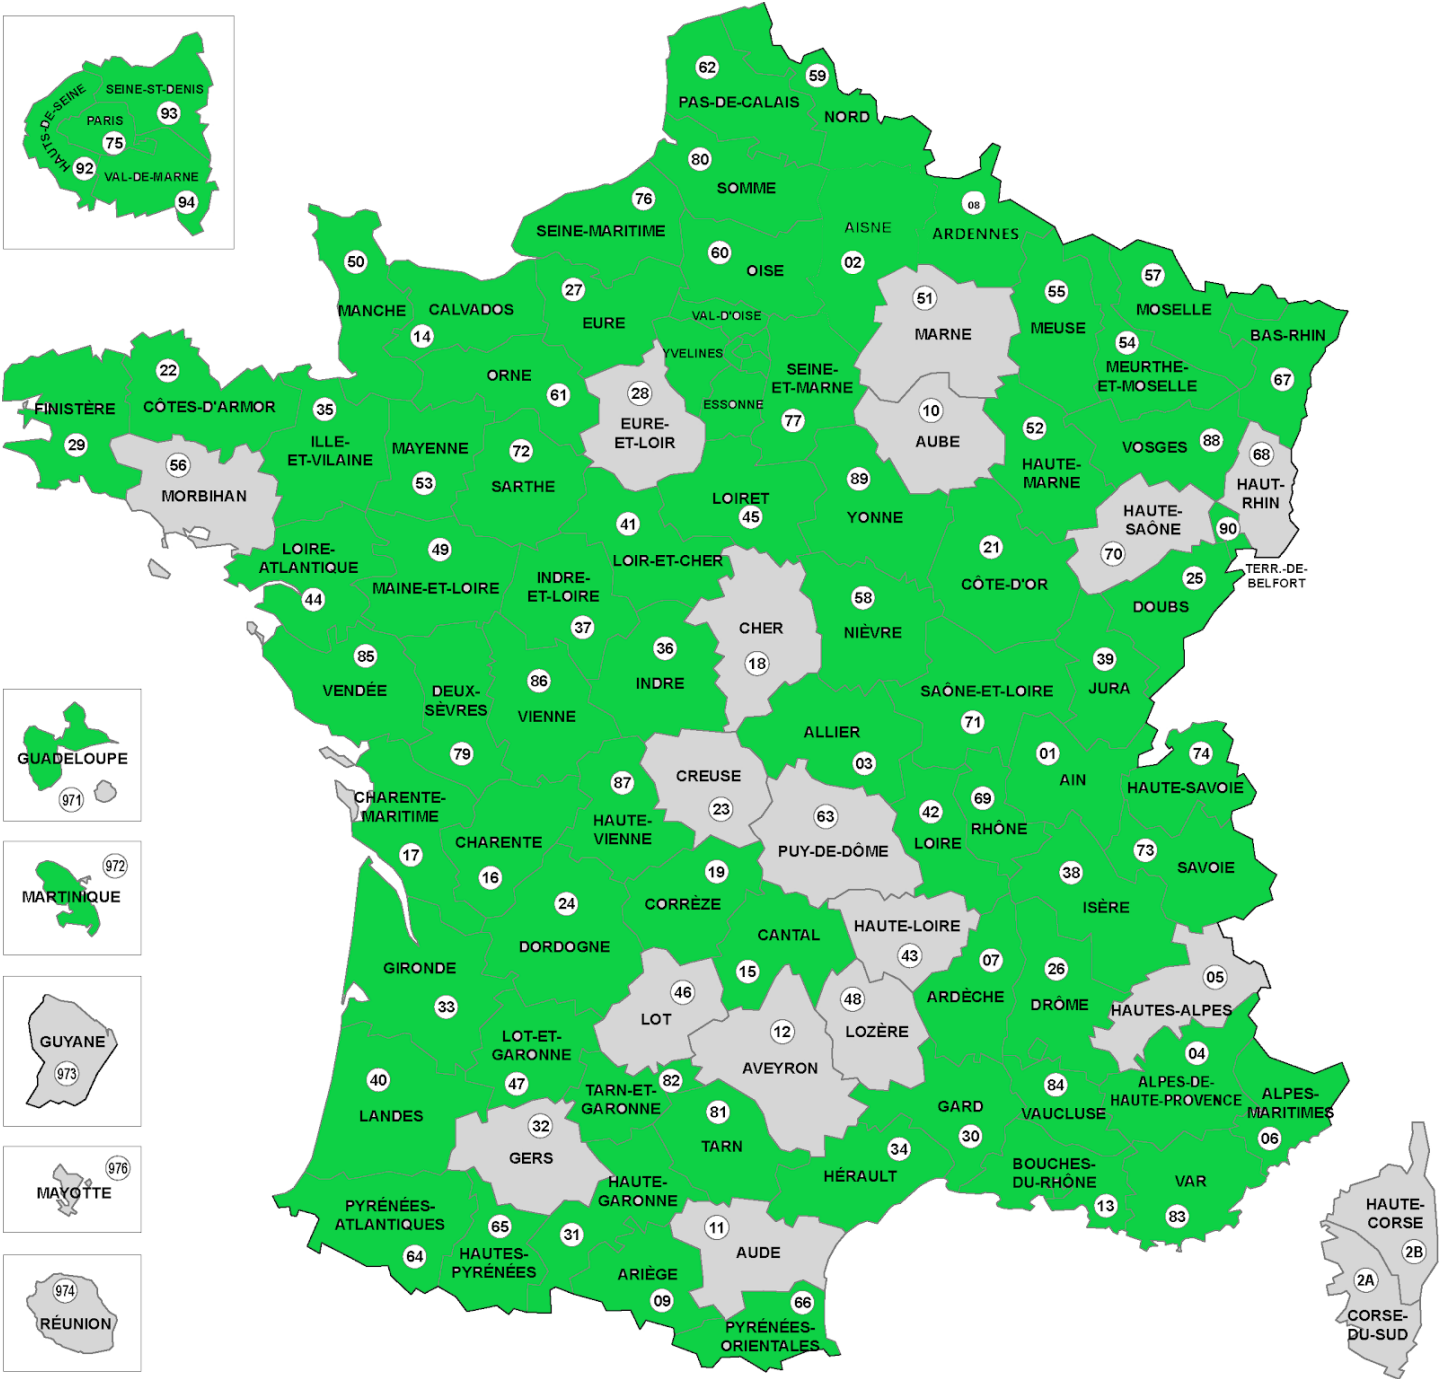 SEINE-ST-DENIS
93
HAUTS-DE-SEINE
PARIS
75
92
VAL-DE-MARNE
94
62
PAS-DE-CALAIS
59
NORD
80
SOMME
76
SEINE-MARITIME
08
ARDENNES
AISNE
02
60
OISE
50
MANCHE
CALVADOS
14
27
EURE
VAL-D'OISE
YVELINES
ESSONNE
SEINE-
ET-MARNE
77
51
MARNE
55
MEUSE
57
MOSELLE
54
MEURTHE-
ET-MOSELLE
BAS-RHIN
67
22
CÔTES-D'ARMOR
FINISTÈRE
29
56
MORBIHAN
35
ILLE-
ET-VILAINE
ORNE
61
MAYENNE
53
72
SARTHE
28
EURE-
ET-LOIR
10
AUBE
52
HAUTE-
MARNE
VOSGES
88
68
HAUT-
RHIN
LOIRET
45
89
YONNE
41
LOIR-ET-CHER
HAUTE-
SAÔNE
70
90
TERR.-DE-
BELFORT
LOIRE-
ATLANTIQUE
44
49
MAINE-ET-LOIRE
INDRE-
ET-LOIRE
37
21
CÔTE-D'OR
25
DOUBS
CHER
18
58
NIÈVRE
36
INDRE
85
VENDÉE
DEUX-
SÈVRES
79
86
VIENNE
SAÔNE-ET-LOIRE
71
39
JURA
ALLIER
03
01
AIN
74
HAUTE-SAVOIE
GUADELOUPE
971
CHARENTE-
MARITIME
17
CHARENTE
16
87
HAUTE-
VIENNE
CREUSE
23
63
PUY-DE-DÔME
42
LOIRE
69
RHÔNE
73
SAVOIE
38
ISÈRE
972
MARTINIQUE
19
CORRÈZE
24
DORDOGNE
CANTAL
15
HAUTE-LOIRE
43
07
ARDÈCHE
26
DRÔME
05
HAUTES-ALPES
GIRONDE
33
46
LOT
48
LOZÈRE
12
AVEYRON
GUYANE
973
LOT-ET-
GARONNE
47
82
TARN-ET-
GARONNE
40
LANDES
81
TARN
GARD
30
84
VAUCLUSE
04
ALPES-DE-
HAUTE-PROVENCE
ALPES-
MARITIMES
06
32
GERS
976
MAYOTTE
34
HÉRAULT
BOUCHES-
DU-RHÔNE
13
VAR
83
HAUTE-
GARONNE
31
PYRÉNÉES-
ATLANTIQUES
64
65
HAUTES-
PYRÉNÉES
11
AUDE
ARIÈGE
09
66
PYRÉNÉES-
ORIENTALES
974
RÉUNION
HAUTE-
CORSE
2B
2A
CORSE-
DU-SUD